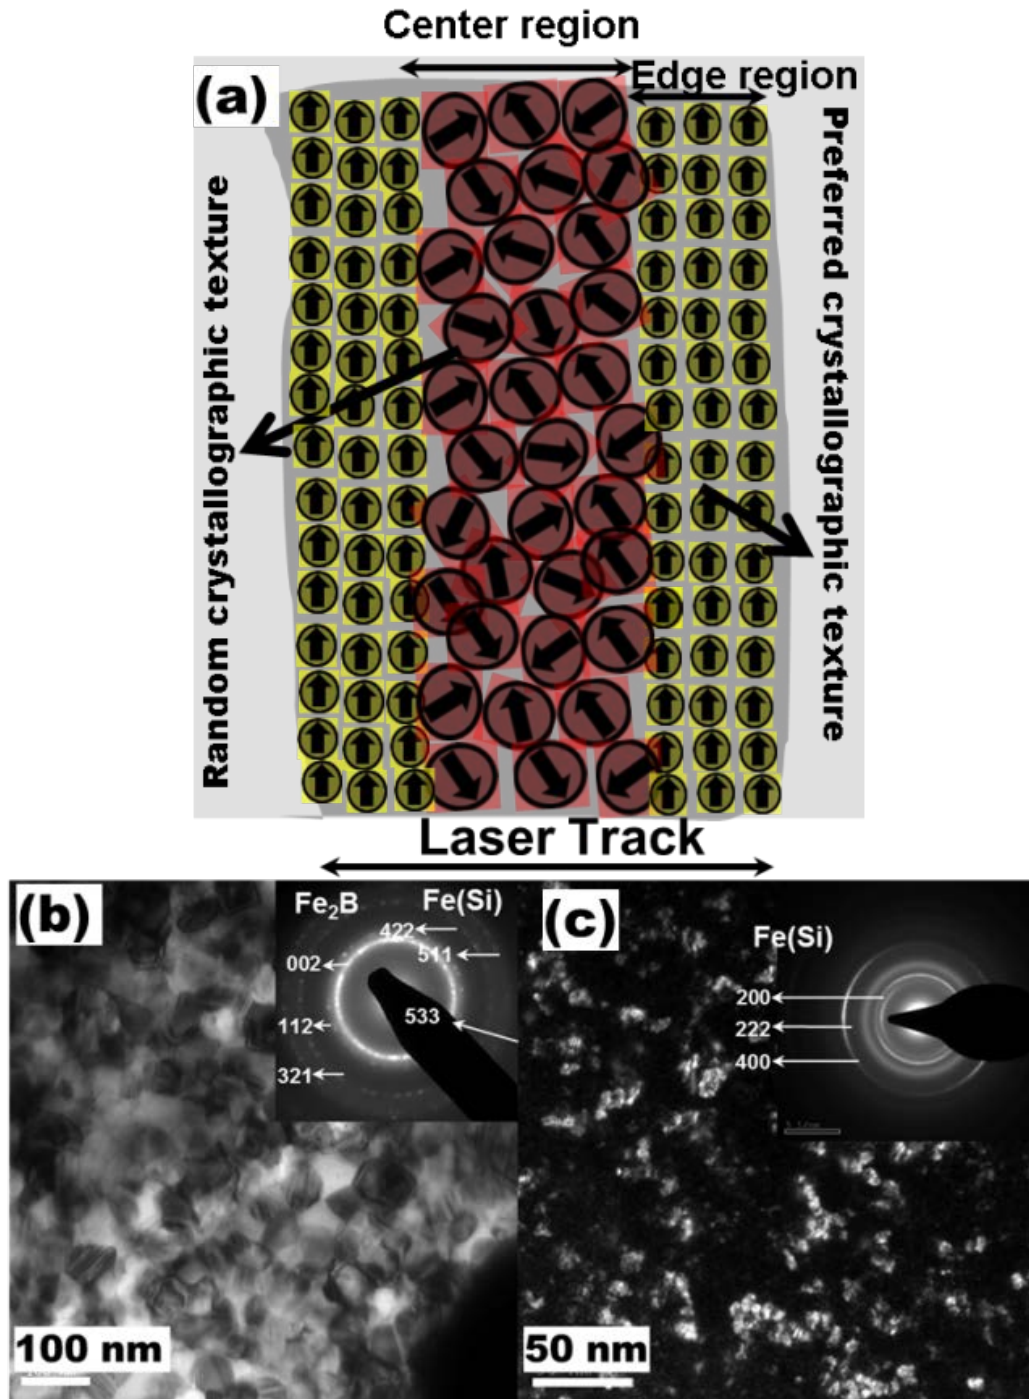 Center region
(a)
Edge region
Random crystallographic texture
Preferred crystallographic texture
Laser Track
(b)
Fe₂B
Fe(Si)
422
511
002
533
112
321
100 nm
(c)
Fe(Si)
200
222
400
50 nm